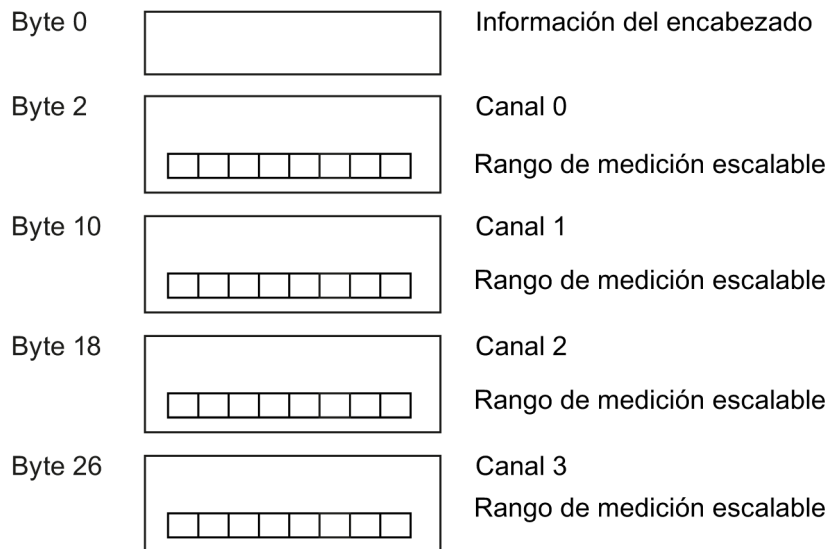 Byte 0 Información del encabezado
Byte 2 Canal 0
Rango de medición escalable
Byte 10 Canal 1
Rango de medición escalable
Byte 18 Canal 2
Rango de medición escalable
Byte 26 Canal 3
Rango de medición escalable